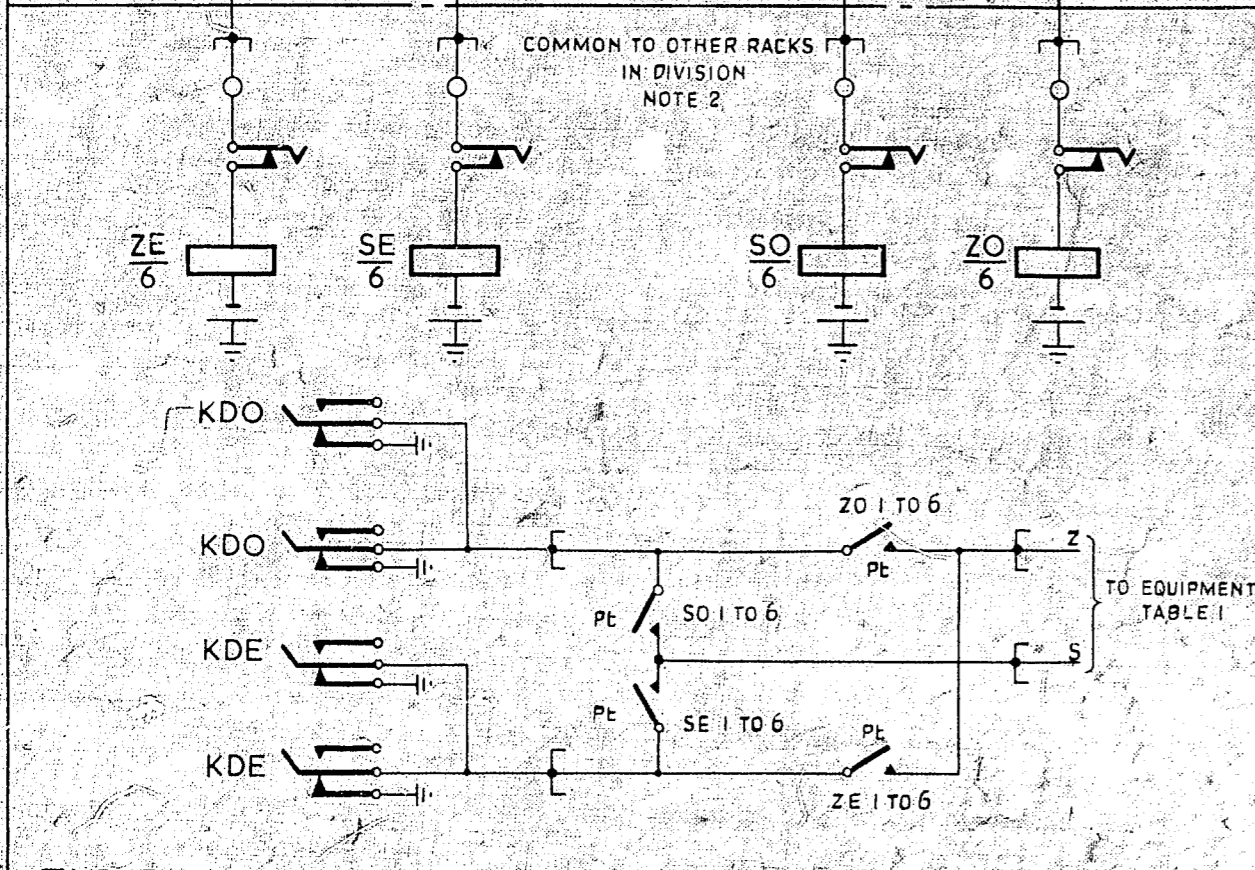 COMMON TO OTHER RACKS
IN DIVISION
NOTE 2
ZE
6
SE
6
SO
6
ZO
6
KDO
KDO
KDE
KDE
ZO 1 TO 6
Pt
Pt
SO 1 TO 6
Pt
SE 1 TO 6
Pt
ZE 1 TO 6
Z
S
TO EQUIPMENT
TABLE 1